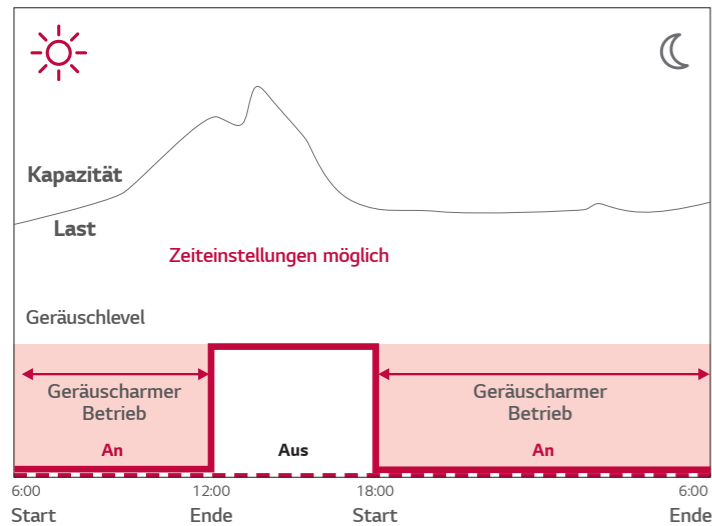 Kapazität
Last
Zeiteinstellungen möglich
Geräuschlevel
Geräuscharmer
Betrieb
An
Aus
Geräuscharmer
Betrieb
An
6:00
12:00
18:00
6:00
Start
Ende
Start
Ende